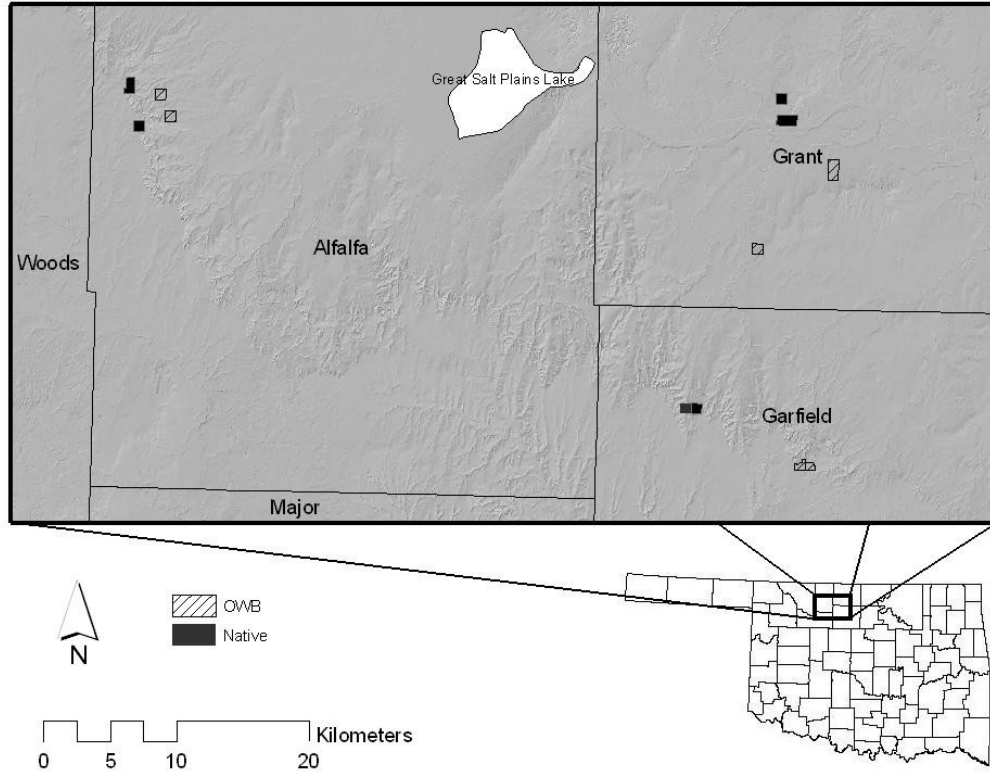 Great Salt Plains Lake
Grant
Alfalfa
Woods
Garfield
Major
OWB
Native
N
Kilometers
0 5 10 20